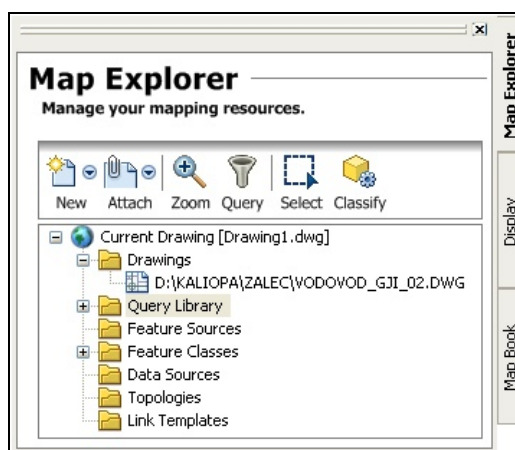 Map Explorer
Manage your mapping resources.
New Attach Zoom Query Select Classify
Current Drawing [Drawing1.dwg]
Drawings
D:\KALIOPA\ZALEC\VODOVOD_GJI_02.DWG
Query Library
Feature Sources
Feature Classes
Data Sources
Topologies
Link Templates
Map Explorer
Display
Map Book